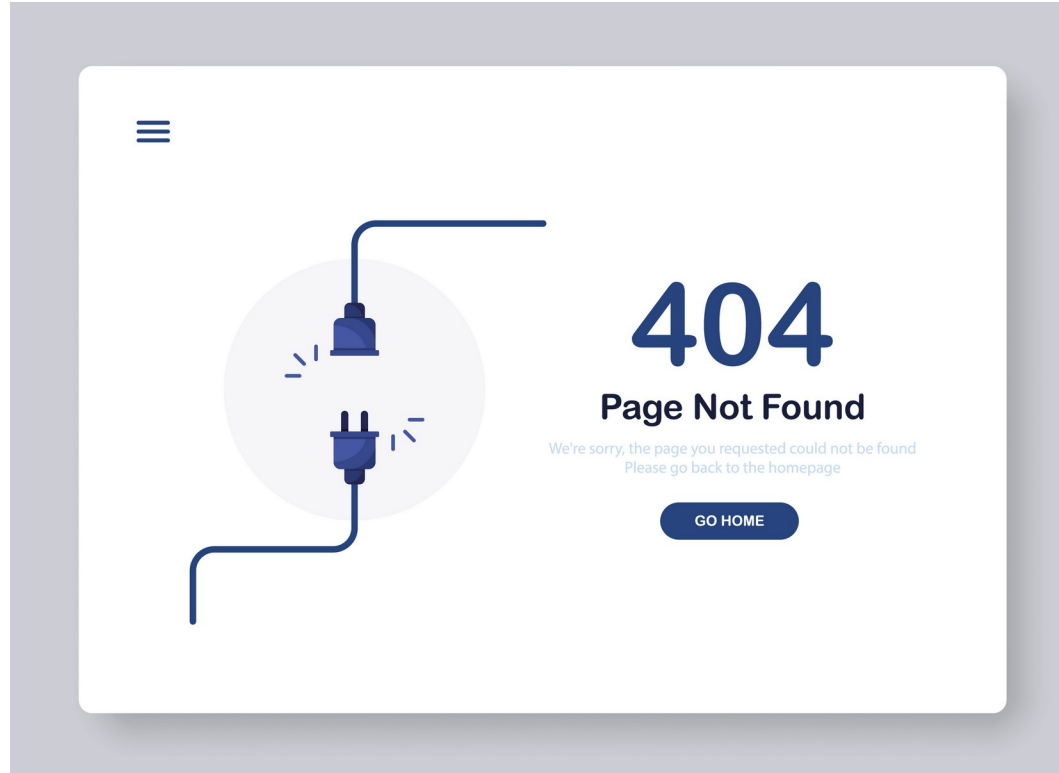 404
Page Not Found
We're sorry, the page you requested could not be found
Please go back to the homepage
GO HOME